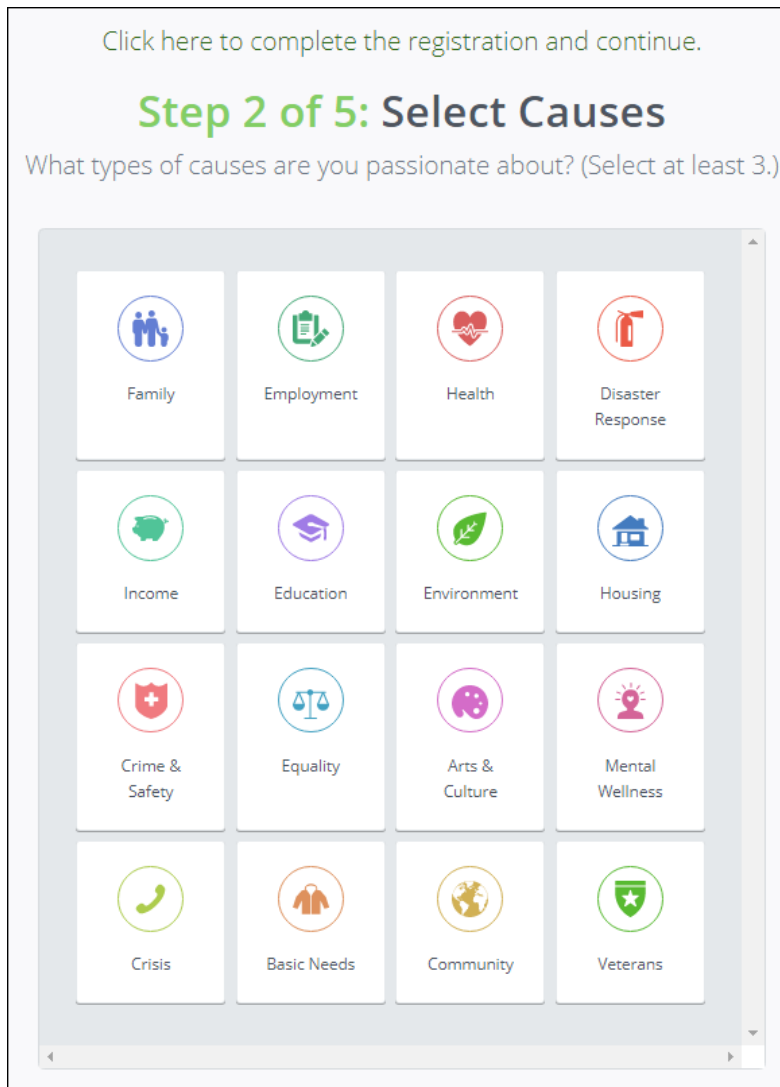 Click here to complete the registration and continue.
Step 2 of 5: Select Causes
What types of causes are you passionate about? (Select at least 3.)
Family
Employment
Health
Disaster
Response
Income
Education
Environment
Housing
Crime &
Safety
Equality
Arts &
Culture
Mental
Wellness
Crisis
Basic Needs
Community
Veterans